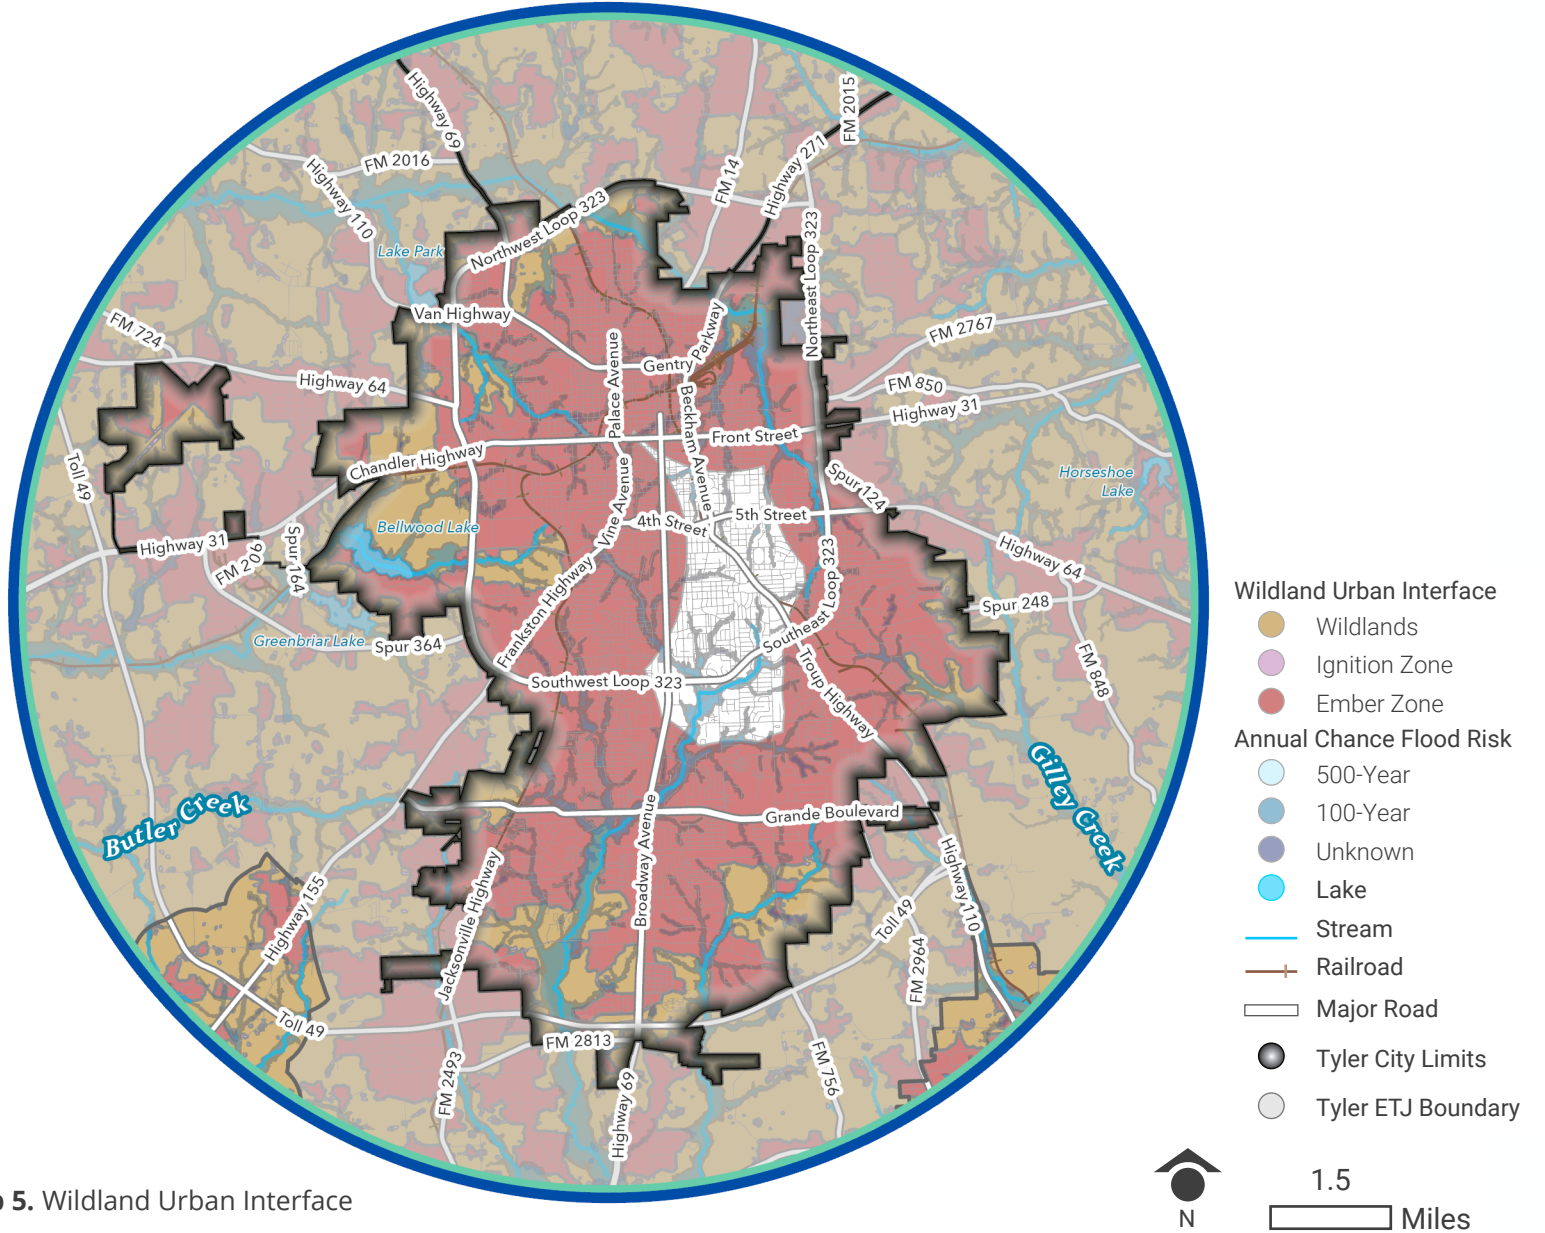 Highway 69
FM 2015
FM 2016
Highway 271
FM 14
Highway 110
Northwest Loop 323
Lake Park
Northeast Loop 323
Van Highway
FM 724
FM 2767
Gentry Parkway
Palace Avenue
Highway 64
FM 850
Beckham Avenue
Highway 31
Front Street
Chandler Highway
Toll 49
Spur 124
Horseshoe
Lake
Vine Avenue
4th Street
5th Street
Bellwood Lake
Highway 31
Spur 164
FM 206
Highway 64
Southeast Loop 323
Frankston Highway
Spur 248
Greenbriar Lake
Spur 364
FM 848
Southwest Loop 323
Troup Highway
Butler Creek
Gilley Creek
Grande Boulevard
Broadway Avenue
Jacksonville Highway
Highway 155
Highway 110
Toll 49
FM 2964
Toll 49
FM 2813
FM 2493
Highway 69
FM 756
Wildland Urban Interface
Wildlands
Ignition Zone
Ember Zone
Annual Chance Flood Risk
500-Year
100-Year
Unknown
Lake
Stream
Railroad
Major Road
Tyler City Limits
Tyler ETJ Boundary
N
1.5
Miles
5. Wildland Urban Interface